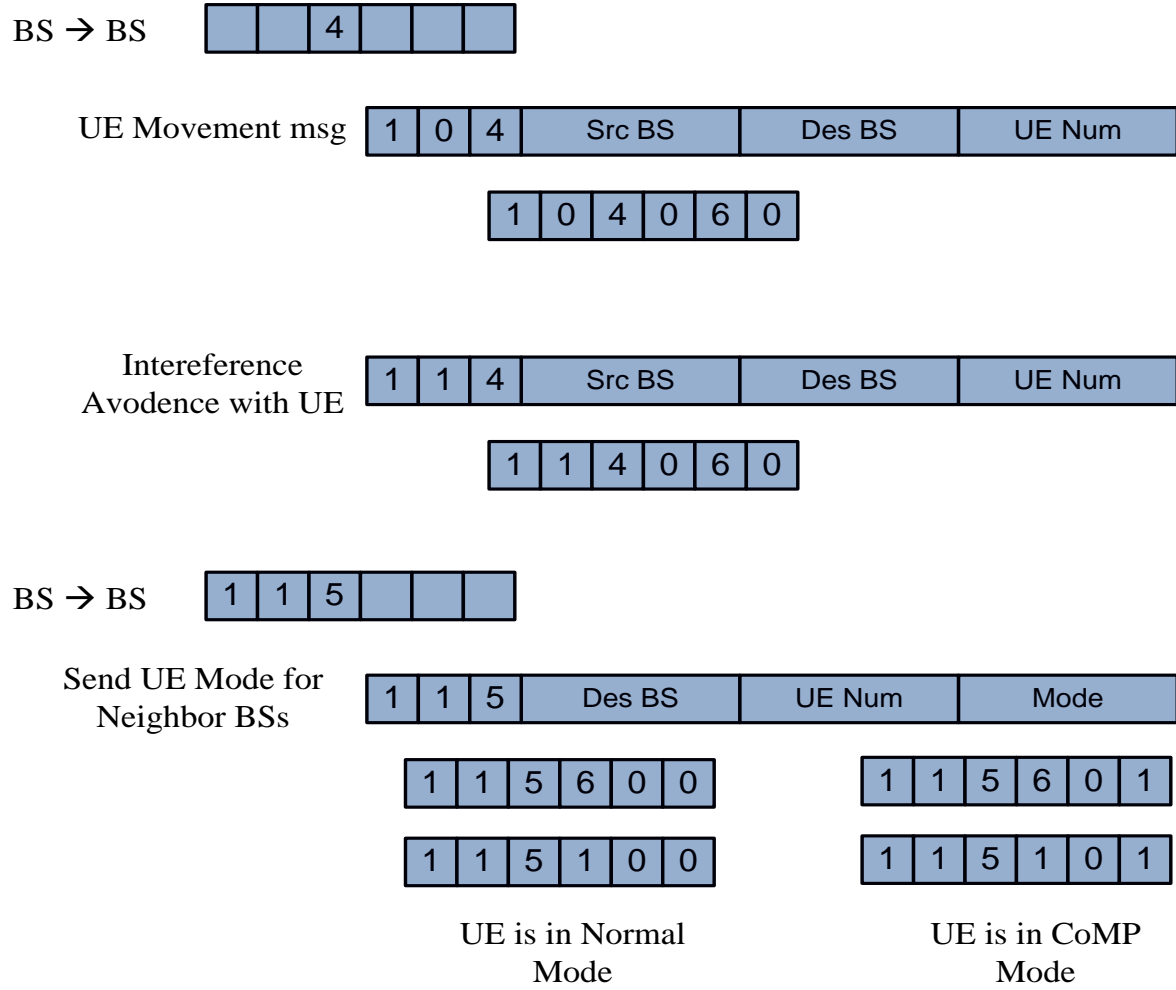 BS → BS 4
UE Movement msg 1 0 4 Src BS Des BS UE Num
1 0 4 0 6 0
Intereference
Avodence with UE
1 1 4 Src BS Des BS UE Num
1 1 4 0 6 0
BS → BS 1 1 5
Send UE Mode for
Neighbor BSs
1 1 5 Des BS UE Num Mode
1 1 5 6 0 0 1 1 5 6 0 1
1 1 5 1 0 0 1 1 5 1 0 1
UE is in Normal
Mode
UE is in CoMP
Mode